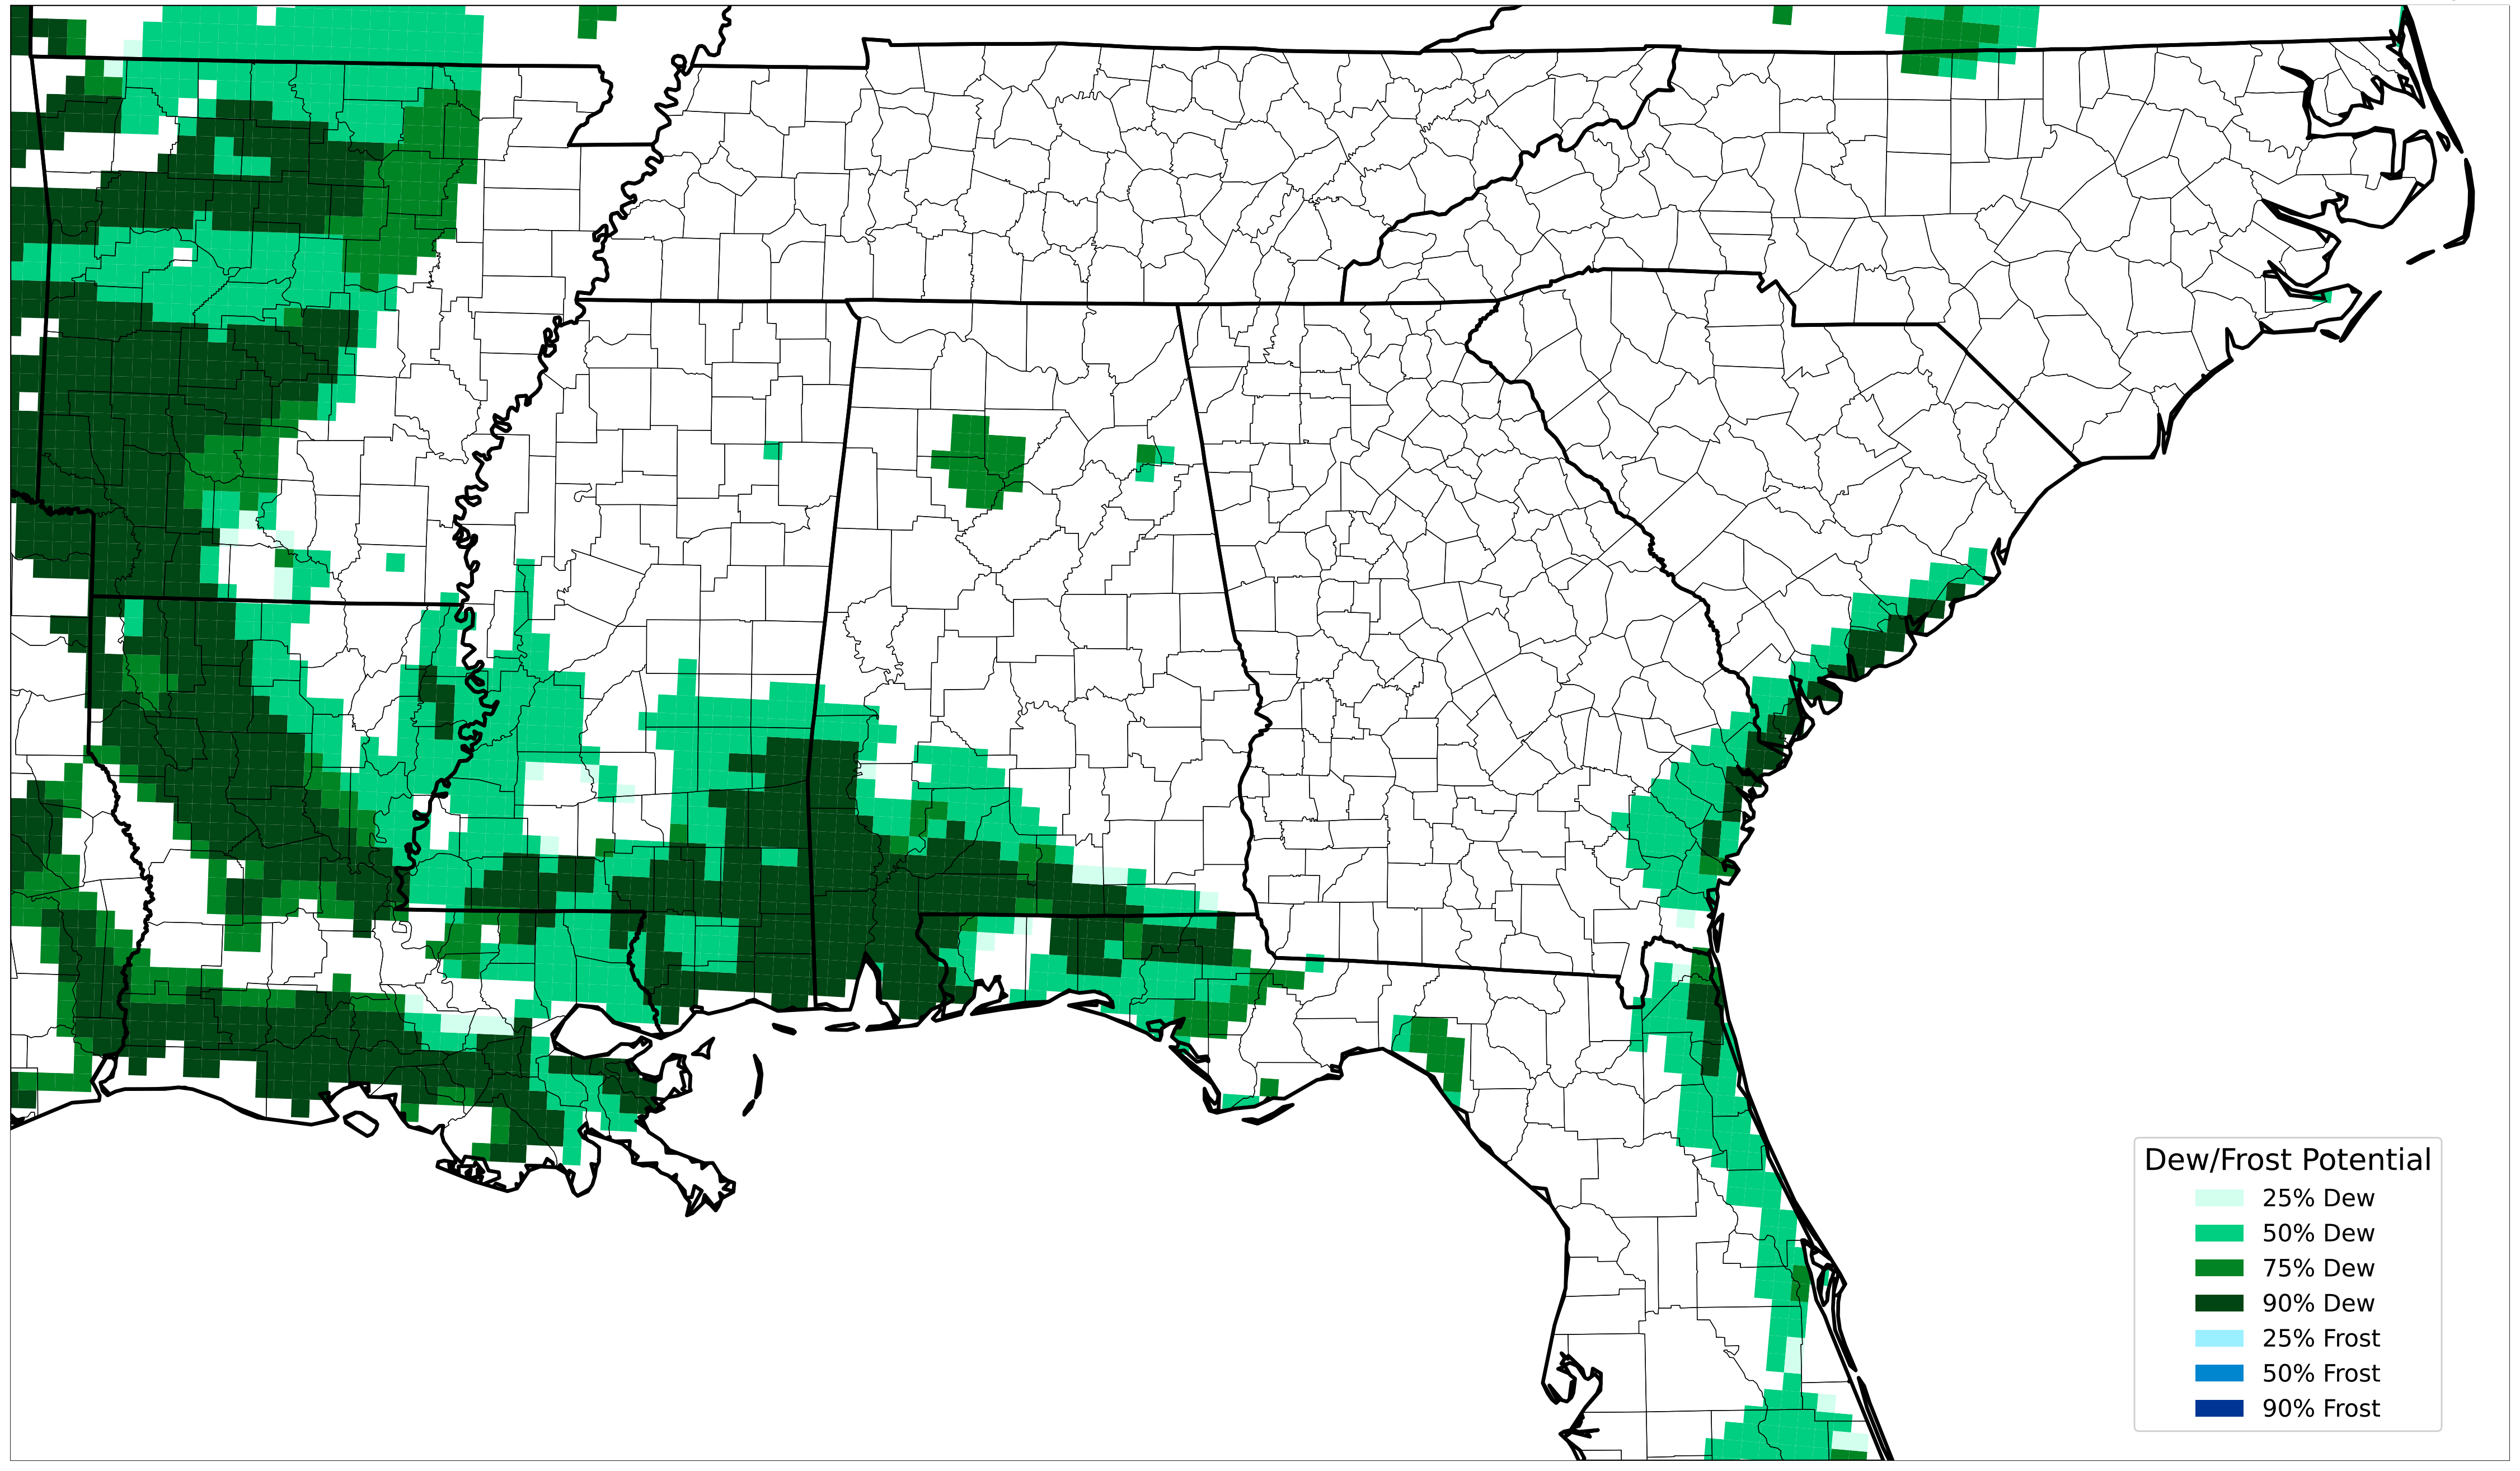 Dew/Frost Potential
25% Dew
50% Dew
75% Dew
90% Dew
25% Frost
50% Frost
90% Frost